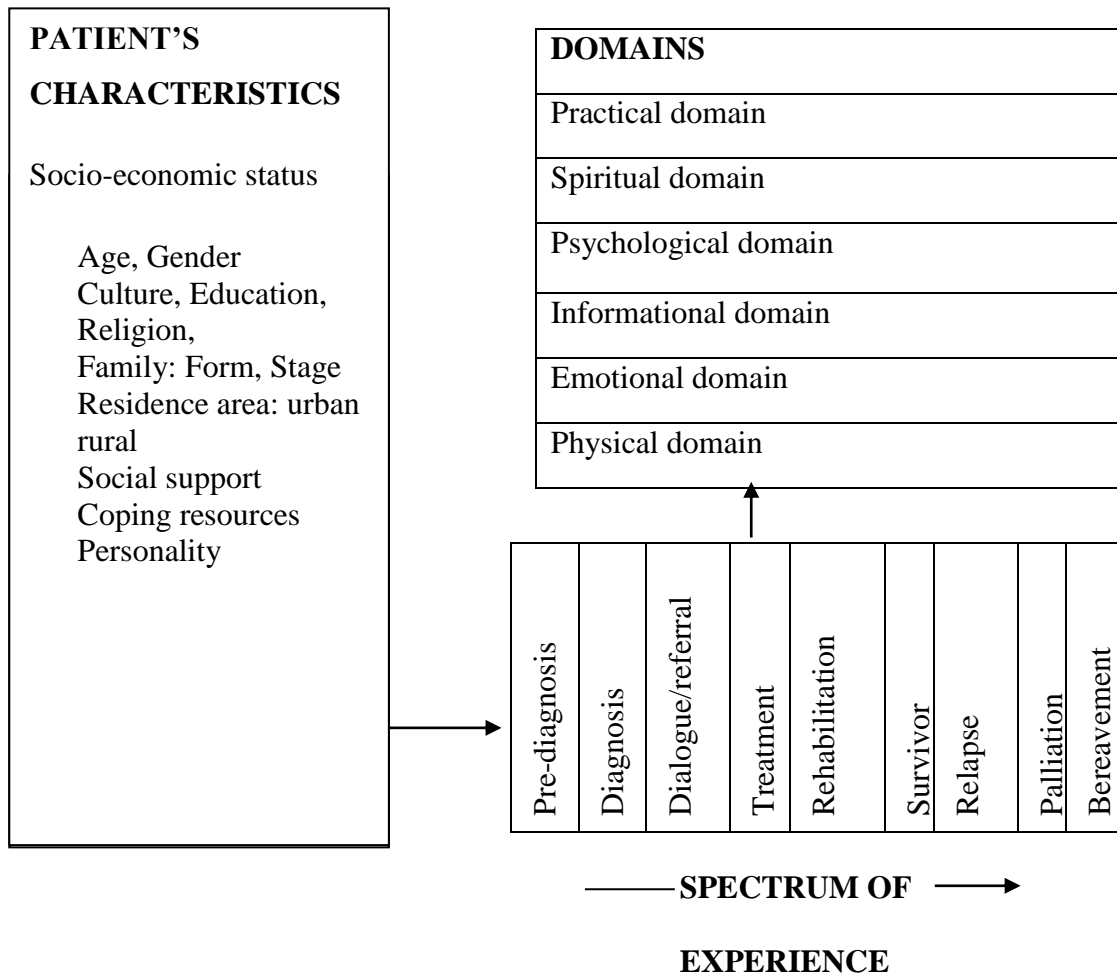 PATIENT'S
CHARACTERISTICS
Socio-economic status
Age, Gender
Culture, Education,
Religion,
Family: Form, Stage
Residence area: urban
rural
Social support
Coping resources
Personality
DOMAINS
Practical domain
Spiritual domain
Psychological domain
Informational domain
Emotional domain
Physical domain
Pre-diagnosis
Diagnosis
Dialogue/referral
Treatment
Rehabilitation
Survivor
Relapse
Palliation
Bereavement
SPECTRUM OF
EXPERIENCE